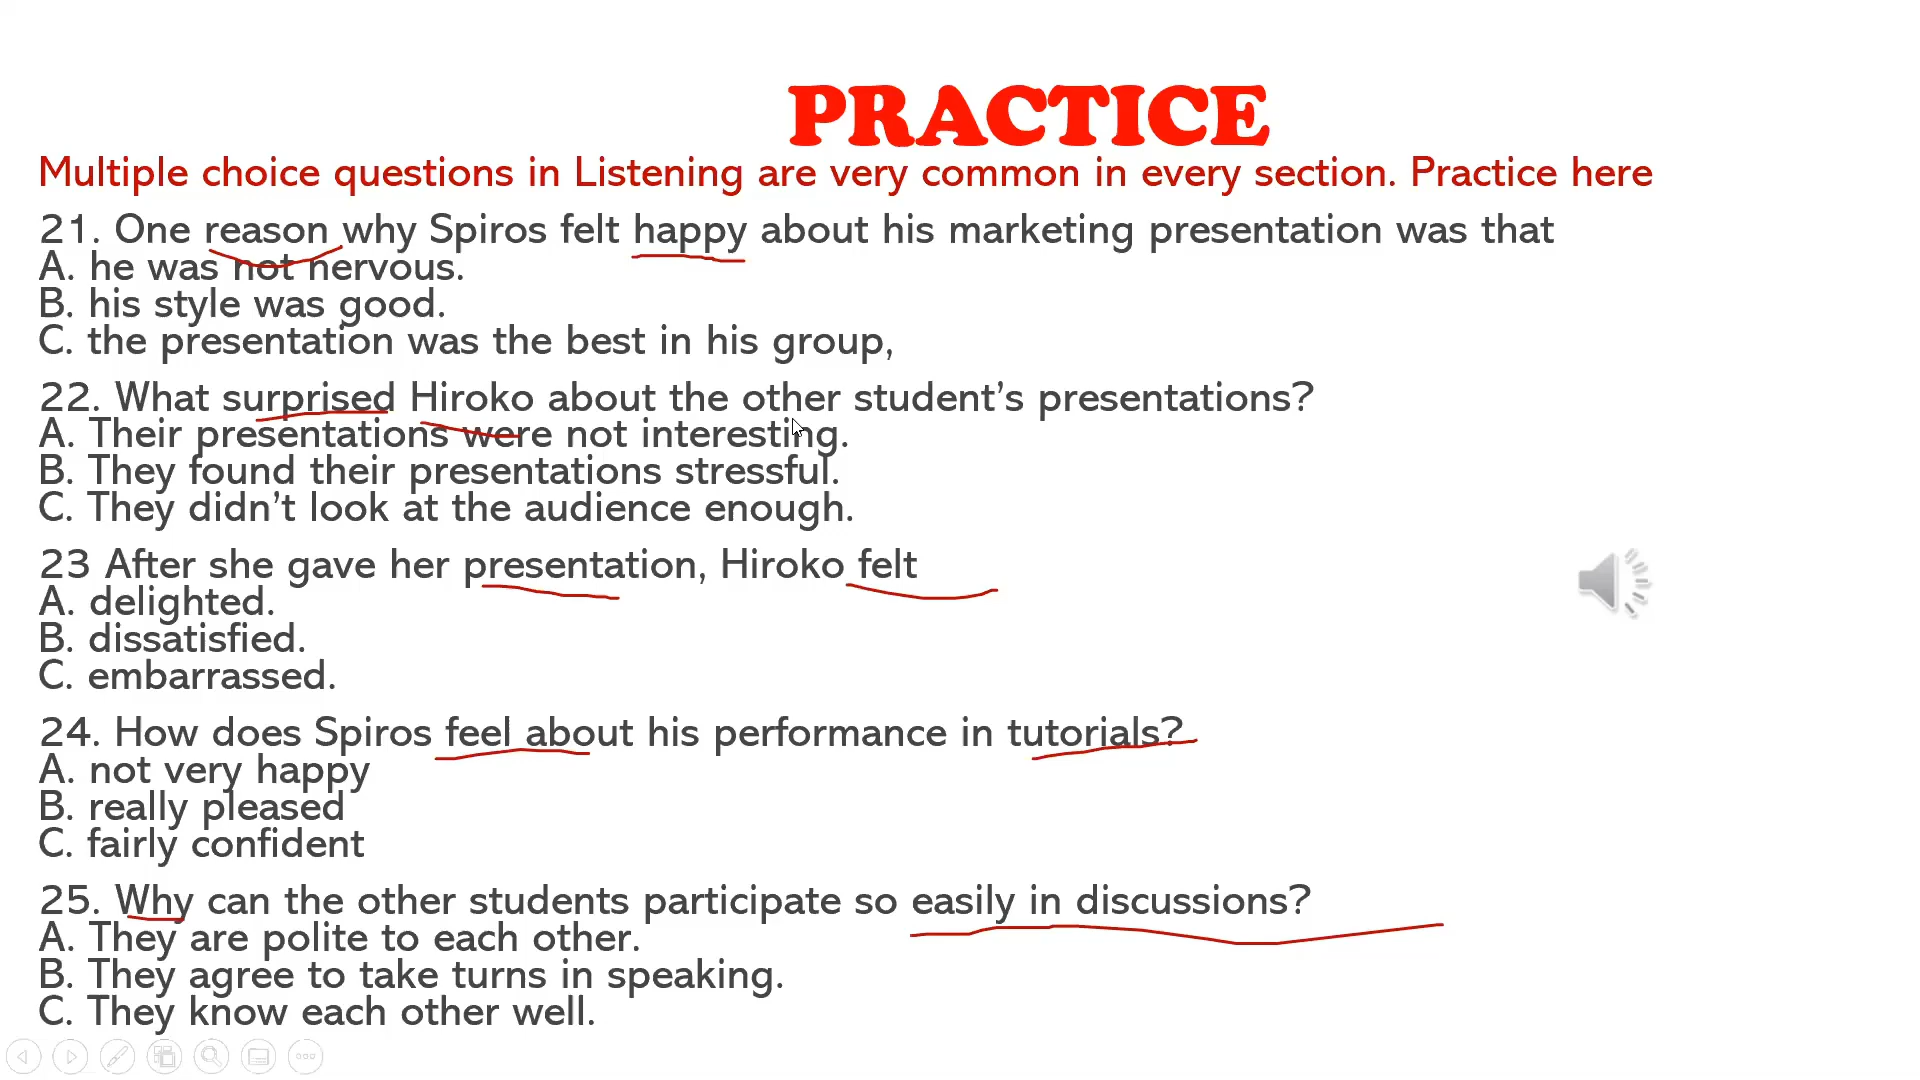 PRACTICE
Multiple choice questions in Listening are very common in every section. Practice here
21. One reason why Spiros felt happy about his marketing presentation was that
A. he was not nervous.
B. his style was good.
C. the presentation was the best in his group,
22. What surprised Hiroko about the other student’s presentations?
A. Their presentations were not interesting.
B. They found their presentations stressful.
C. They didn’t look at the audience enough.
23 After she gave her presentation, Hiroko felt
A. delighted.
B. dissatisfied.
C. embarrassed.
24. How does Spiros feel about his performance in tutorials?
A. not very happy
B. really pleased
C. fairly confident
25. Why can the other students participate so easily in discussions?
A. They are polite to each other.
B. They agree to take turns in speaking.
C. They know each other well.